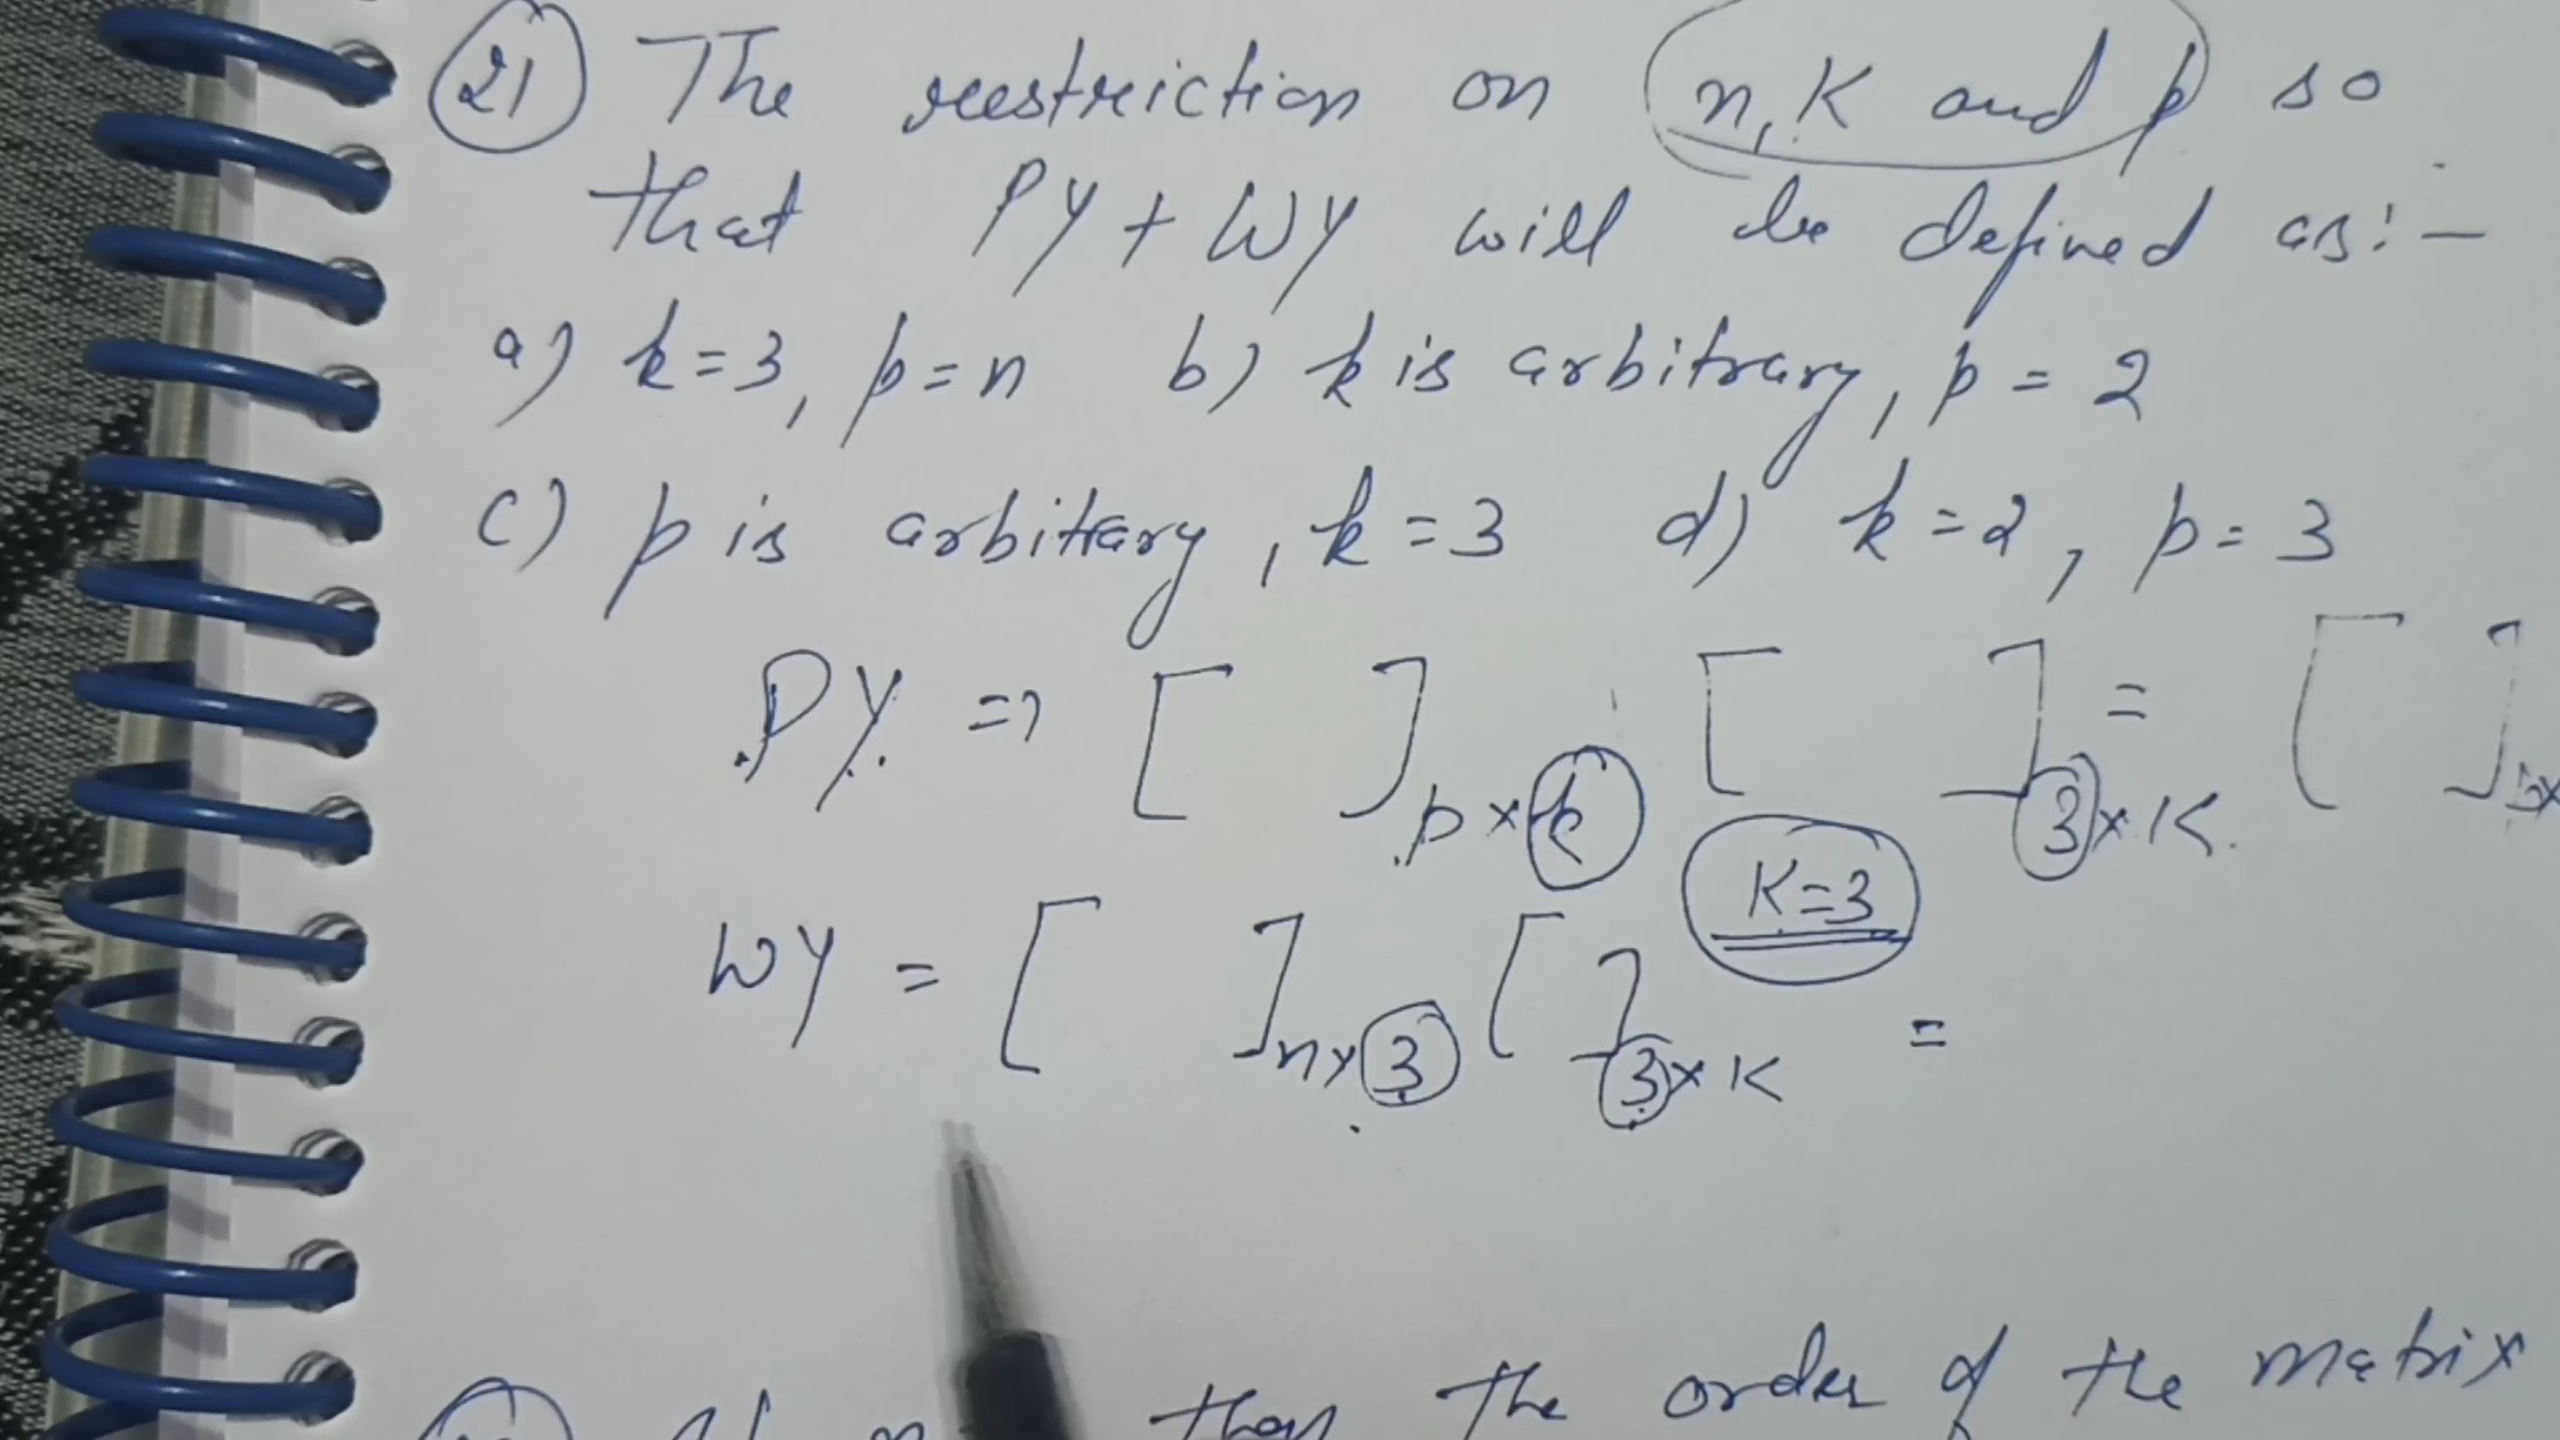 21 The reestriction on n, K and p so
that PY + WY will be defined as:-
a) k=3, p=n b) k is arbitrary, p = 2
c) p is arbitrary, k = 3 d) k = 2, p = 3
PY => [ ] p×k [ ] 3×K = [ ]
K=3
WY = [ ] n×3 [ ] 3×K =
then the order of the matrix